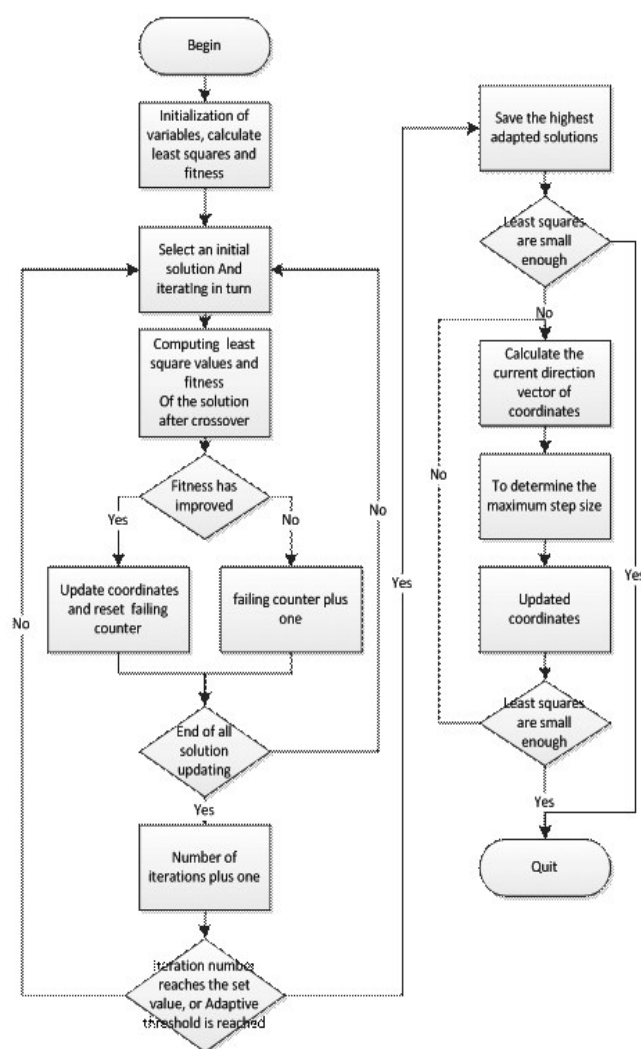 Begin
Initialization of
variables, calculate
least squares and
fitness
Select an initial
solution And
iterating in turn
Computing least
square values and
fitness
Of the solution
after crossover
Fitness has
improved
Yes
No
Update coordinates
and reset failing
counter
failing counter plus
one
End of all
solution
updating
No
Yes
Number of
iterations plus one
iteration number
reaches the set
value, or Adaptive
threshold is reached
No
Yes
Save the highest
adapted solutions
Least squares
are small
enough
No
Yes
Calculate the
current direction
vector of
coordinates
To determine the
maximum step size
Updated
coordinates
Least squares
are small
enough
No
Yes
Quit